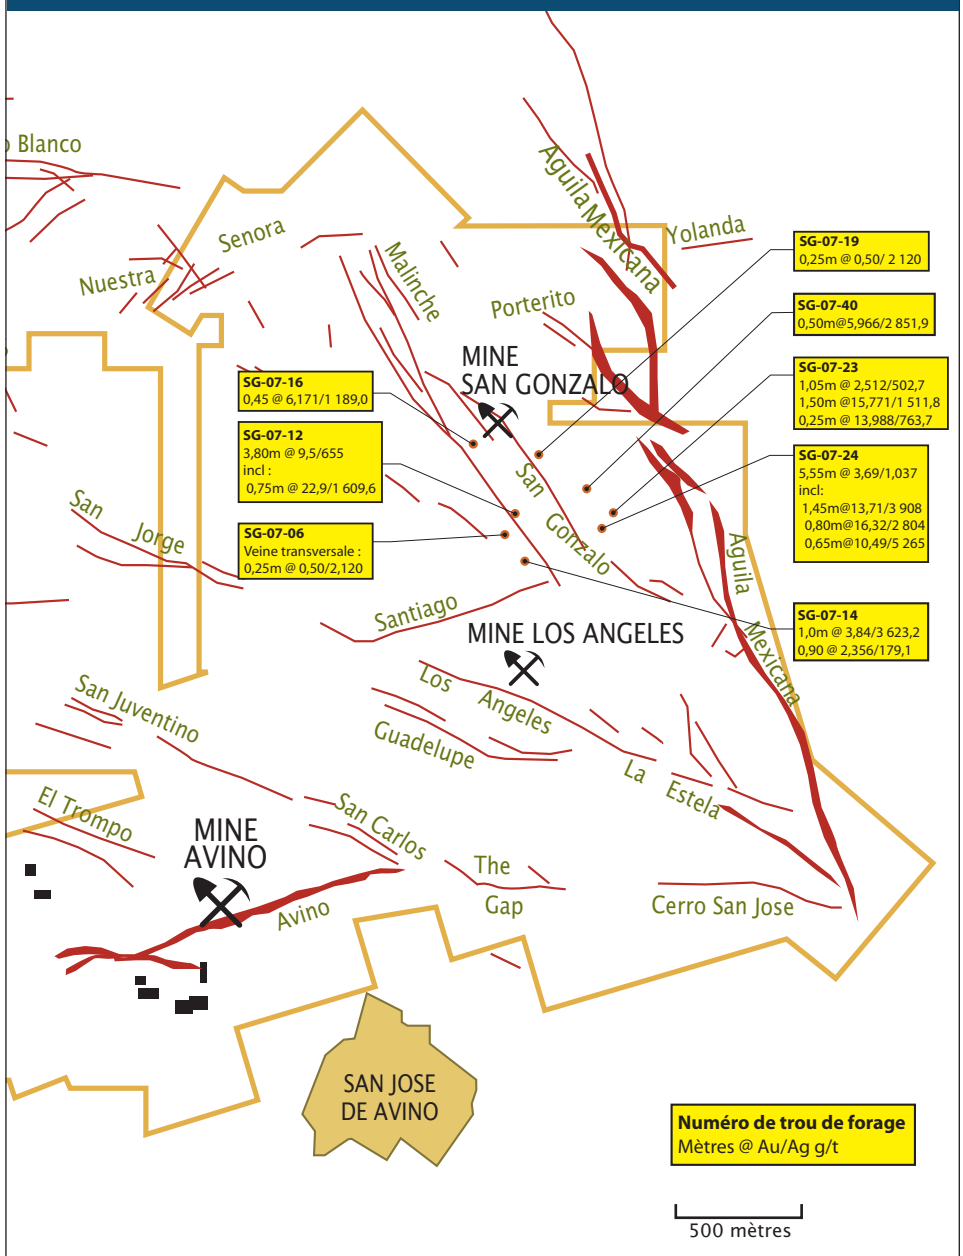 Blanco
Aguila
Mexicana
Yolanda
Senora
Nuestra
Malinche
Porterito
SG-07-19
0,25m @ 0,50/ 2 120
SG-07-40
0,50m@5,966/2 851,9
MINE
SAN GONZALO
SG-07-23
1,05m @ 2,512/502,7
1,50m @15,771/1 511,8
0,25m @ 13,988/763,7
SG-07-16
0,45 @ 6,171/1 189,0
SG-07-12
3,80m @ 9,5/655
incl :
0,75m @ 22,9/1 609,6
SG-07-24
5,55m @ 3,69/1,037
incl:
1,45m@13,71/3 908
0,80m@16,32/2 804
0,65m@10,49/5 265
San
Gonzalo
San
Jorge
SG-07-06
Veine transversale :
0,25m @ 0,50/2,120
Aguila
Mexicana
Santiago
SG-07-14
1,0m @ 3,84/3 623,2
0,90 @ 2,356/179,1
MINE LOS ANGELES
Los Angeles
San Juventino
Guadelupe
La Estela
El Trompo
San Carlos
MINE
AVINO
The
Gap
Avino
Cerro San Jose
SAN JOSE
DE AVINO
Numéro de trou de forage
Mètres @ Au/Ag g/t
500 mètres